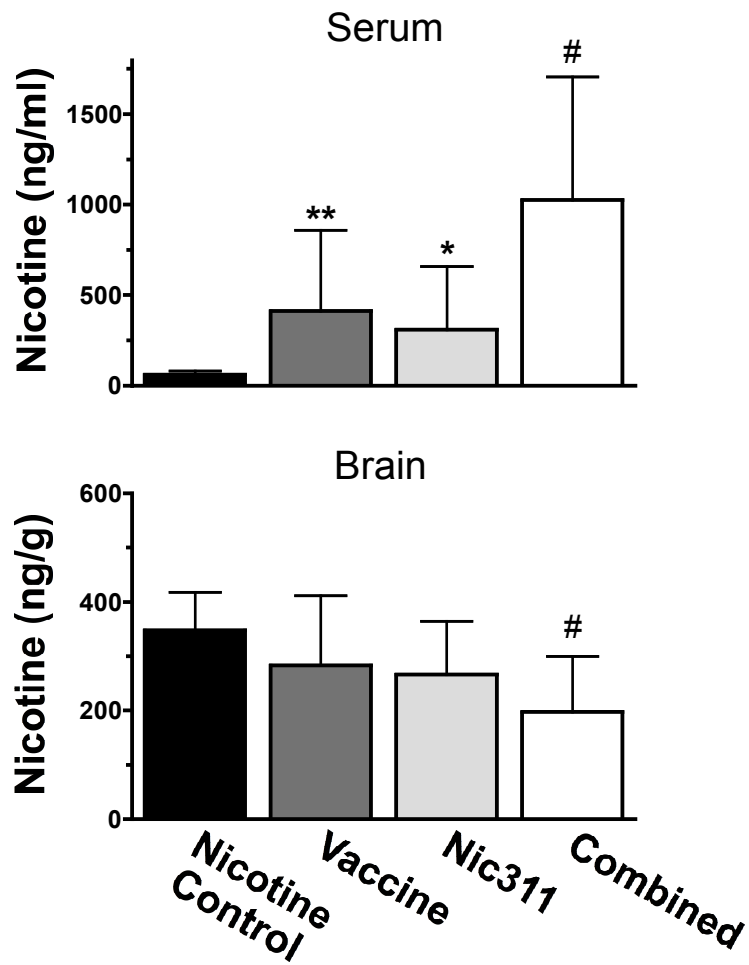 Serum
Nicotine (ng/ml)
1500
1000
500
0
**
*
#
Brain
Nicotine (ng/g)
600
400
200
0
#
Nicotine
Control
Vaccine
Nic311
Combined